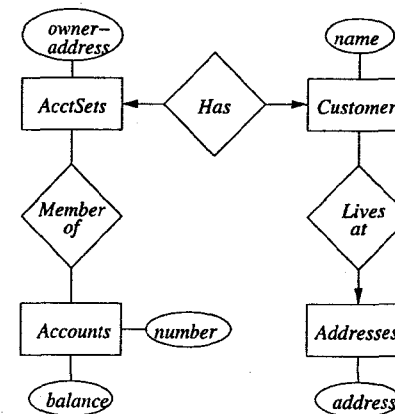 owner-
address
name
AcctSets
Has
Customer
Member
of
Lives
at
Accounts
number
Addresses
balance
address